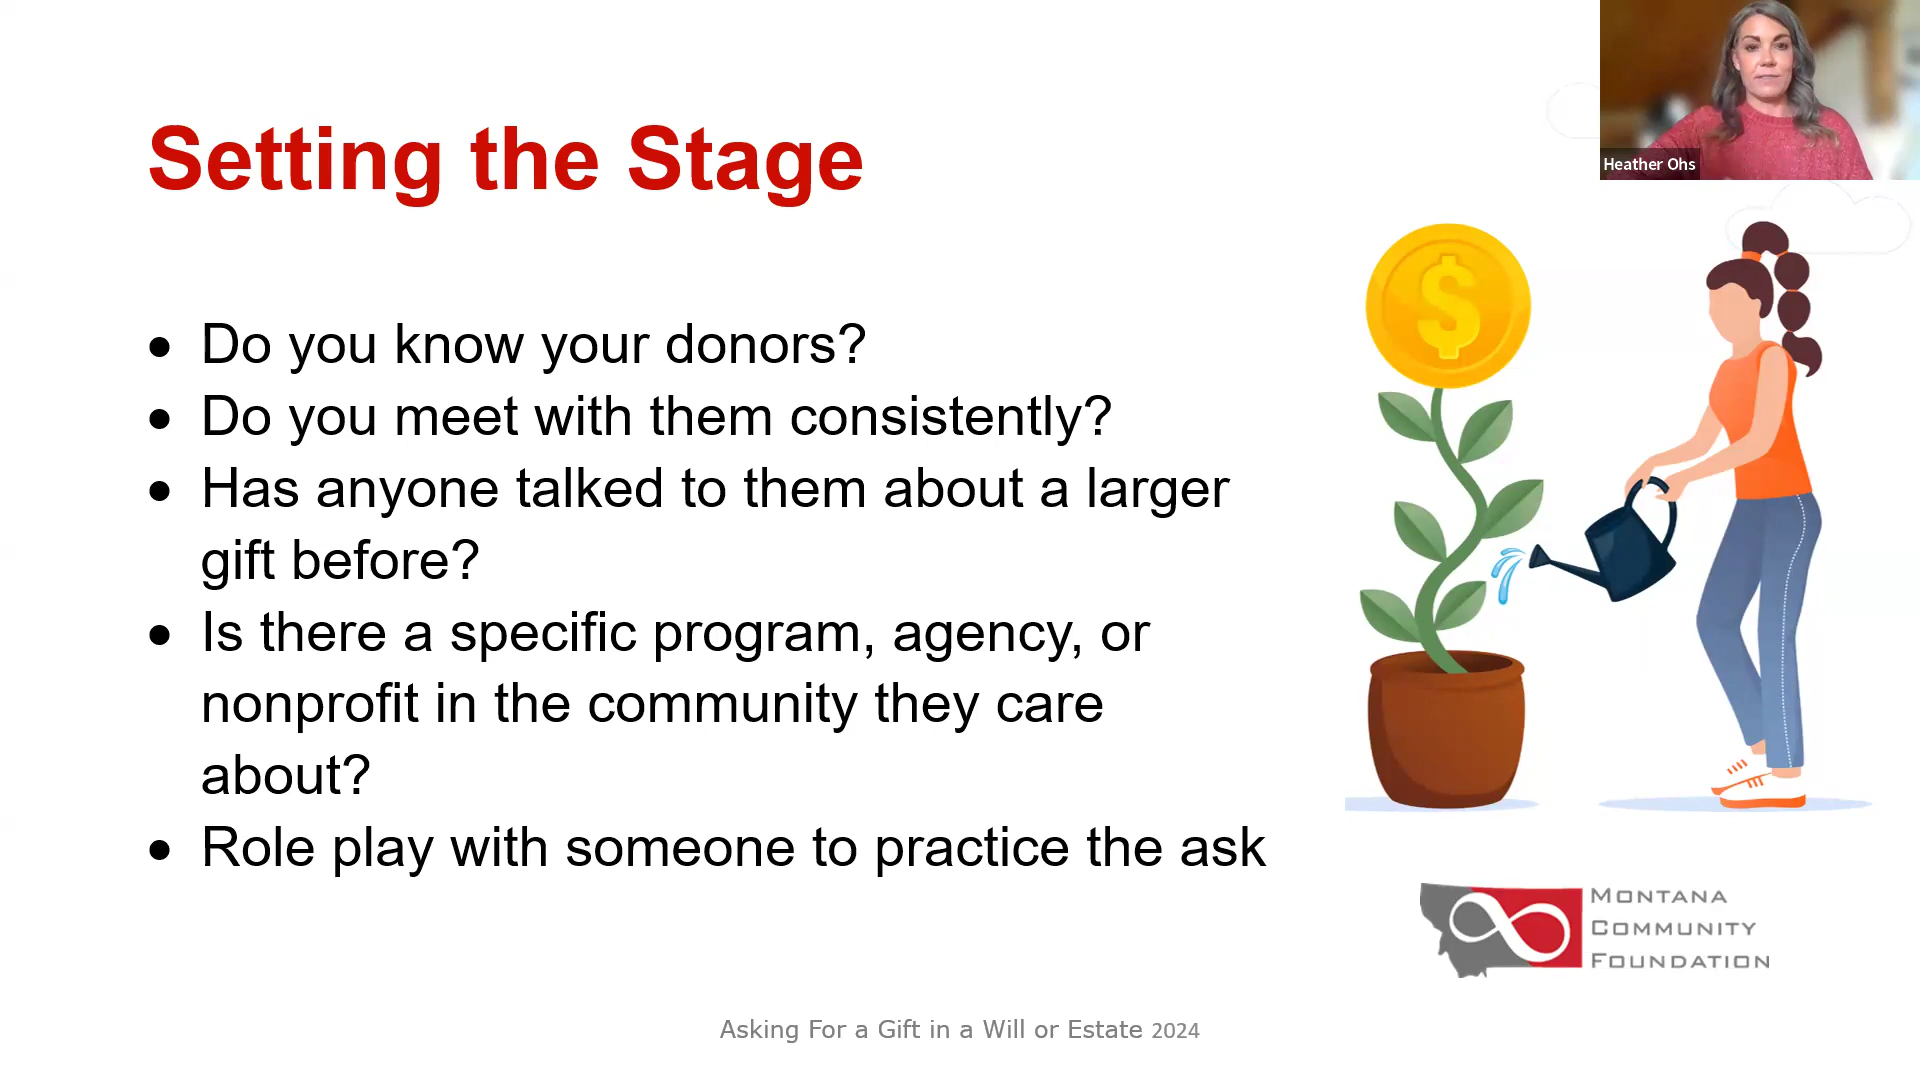 Setting the Stage
Heather Ohs
● Do you know your donors?
● Do you meet with them consistently?
● Has anyone talked to them about a larger
gift before?
● Is there a specific program, agency, or
nonprofit in the community they care
about?
● Role play with someone to practice the ask
$
MONTANA
COMMUNITY
FOUNDATION
Asking For a Gift in a Will or Estate 2024